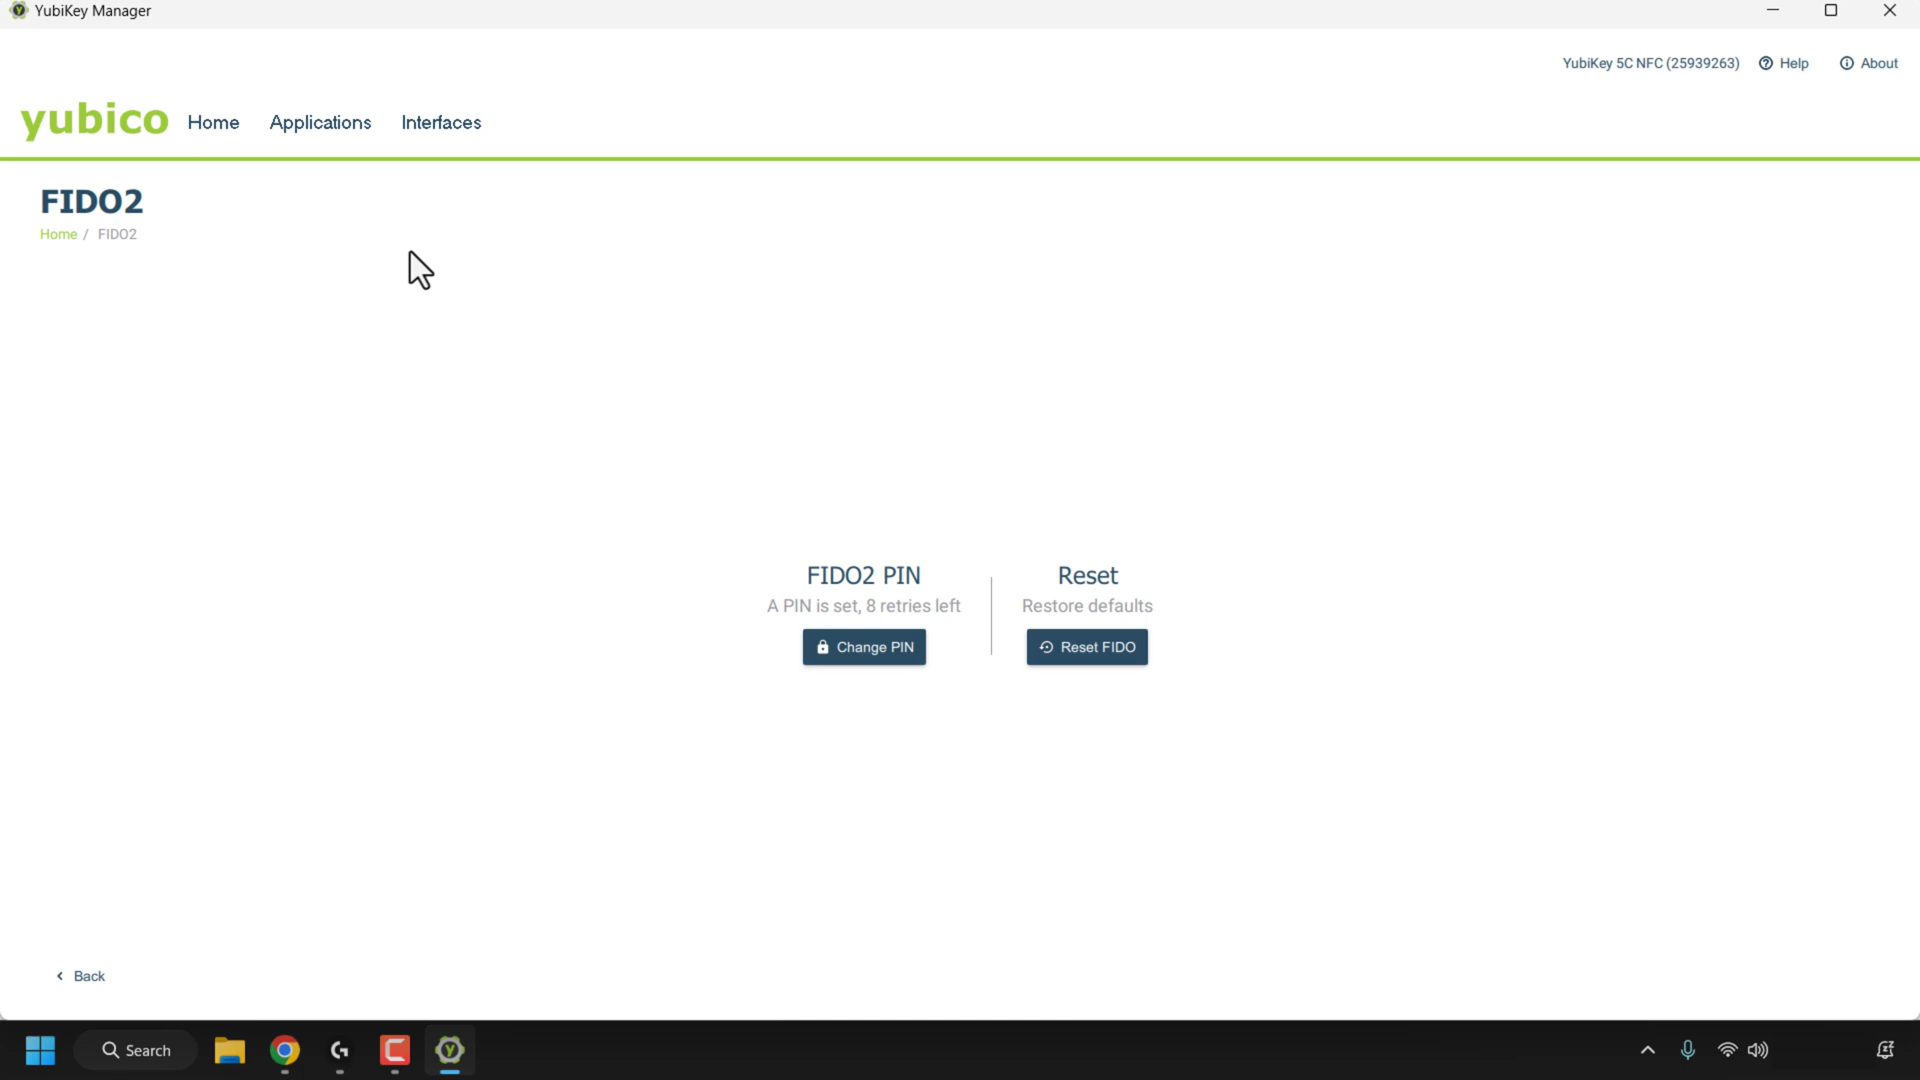 YubiKey Manager
YubiKey 5C NFC (25939263) Help About
yubico Home Applications Interfaces
FIDO2
Home / FIDO2
FIDO2 PIN
A PIN is set, 8 retries left
Change PIN
Reset
Restore defaults
Reset FIDO
Back
Search